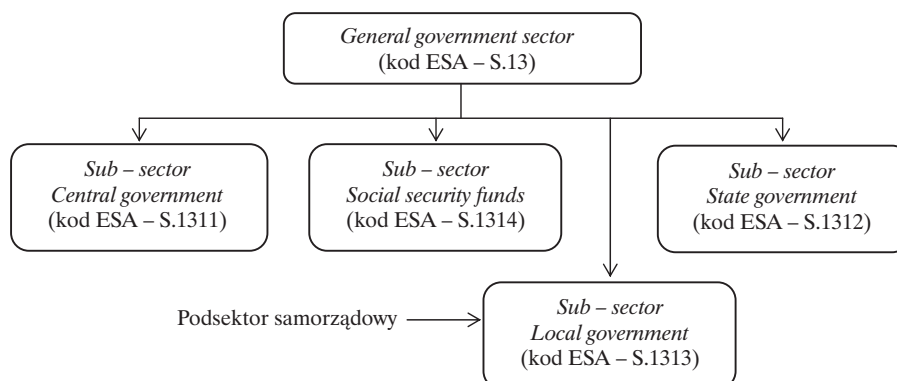 General government sector
(kod ESA – S.13)
Sub – sector
Central government
(kod ESA – S.1311)
Sub – sector
Social security funds
(kod ESA – S.1314)
Sub – sector
State government
(kod ESA – S.1312)
Podsektor samorządowy
Sub – sector
Local government
(kod ESA – S.1313)